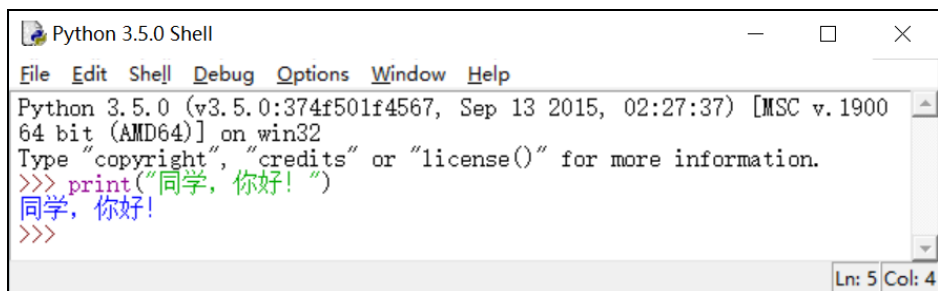 Python 3.5.0 Shell
File Edit Shell Debug Options Window Help
Python 3.5.0 (v3.5.0:374f501f4567, Sep 13 2015, 02:27:37) [MSC v.1900
64 bit (AMD64)] on win32
Type "copyright", "credits" or "license()" for more information.
>>> print("同学，你好！")
同学，你好！
>>>
Ln: 5 Col: 4